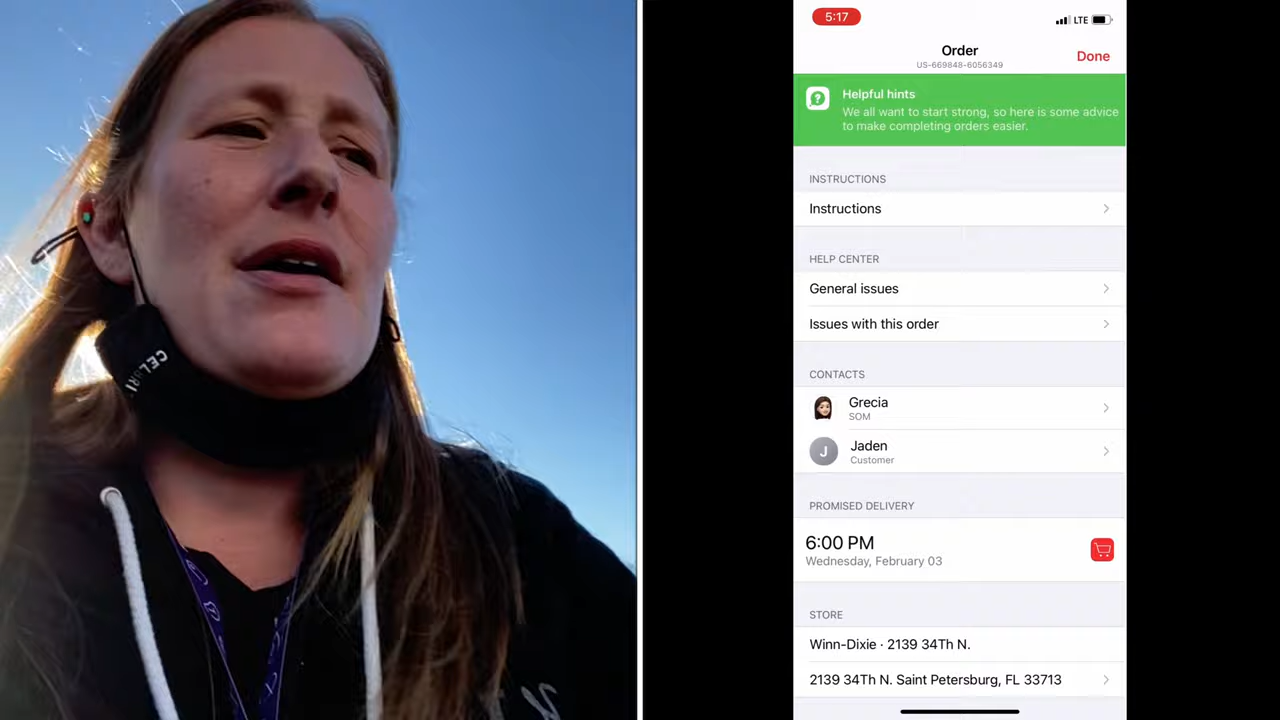 CELEBRI
5:17
LTE
Order
US-669848-6056349
Done
Helpful hints
We all want to start strong, so here is some advice
to make completing orders easier.
INSTRUCTIONS
Instructions
HELP CENTER
General issues
Issues with this order
CONTACTS
Grecia
SOM
J
Jaden
Customer
PROMISED DELIVERY
6:00 PM
Wednesday, February 03
STORE
Winn-Dixie · 2139 34Th N.
2139 34Th N. Saint Petersburg, FL 33713